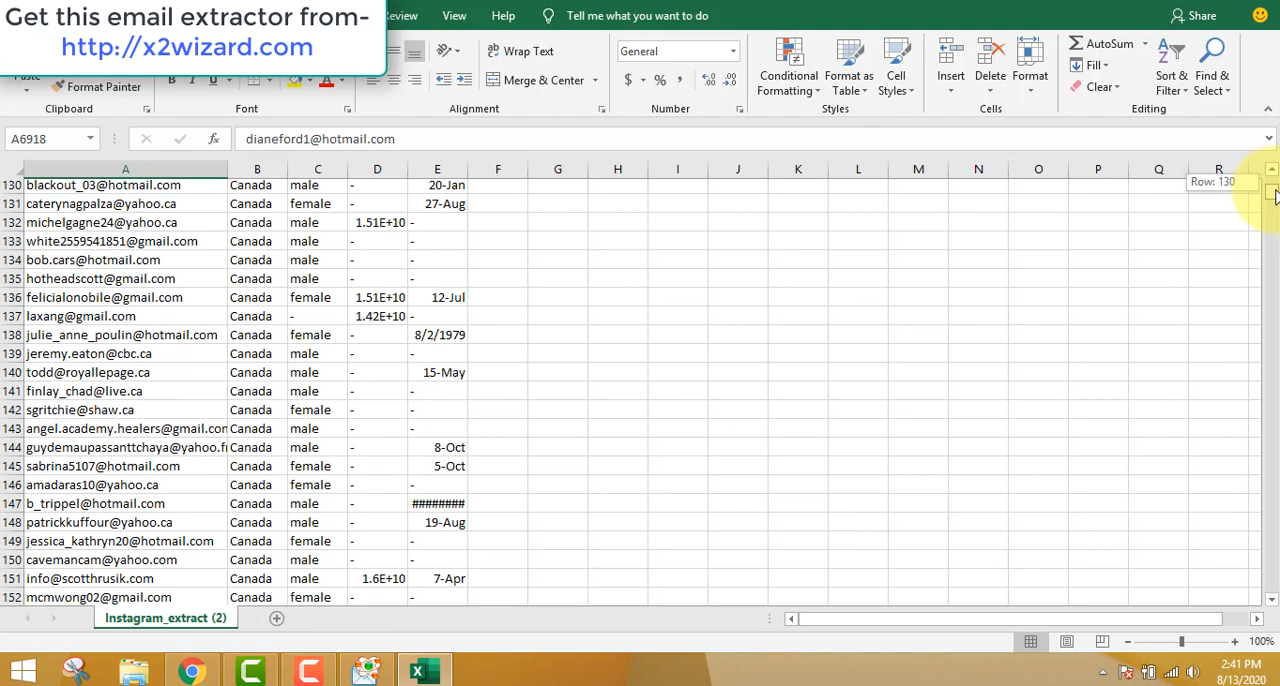 Get this email extractor from-
http://x2wizard.com
Review View Help Tell me what you want to do Share
Wrap Text General AutoSum
Fill
Format Painter B I U A Merge & Center $ % , Conditional Formatting Format as Table Cell Styles Insert Delete Format Clear Sort & Filter Find & Select
Clipboard Font Alignment Number Styles Cells Editing
A6918 fx dianeford1@hotmail.com
A B C D E F G H I J K L M N O P Q R
Row: 130
130 blackout_03@hotmail.com Canada male - 20-Jan
131 caterynagpalza@yahoo.ca Canada female - 27-Aug
132 michelgagne24@yahoo.ca Canada male 1.51E+10 -
133 white2559541851@gmail.com Canada male - -
134 bob.cars@hotmail.com Canada male - -
135 hotheadscott@gmail.com Canada male - -
136 felicialonobile@gmail.com Canada female 1.51E+10 12-Jul
137 laxang@gmail.com Canada - 1.42E+10 -
138 julie_anne_poulin@hotmail.com Canada female - 8/2/1979
139 jeremy.eaton@cbc.ca Canada male - -
140 todd@royallepage.ca Canada male - 15-May
141 finlay_chad@live.ca Canada male - -
142 sgritchie@shaw.ca Canada female - -
143 angel.academy.healers@gmail.con Canada male - -
144 guydemaupassanttchaya@yahoo.f Canada male - 8-Oct
145 sabrina5107@hotmail.com Canada female - 5-Oct
146 amadaras10@yahoo.ca Canada female - -
147 b_trippel@hotmail.com Canada male - ########
148 patrickkuffour@yahoo.ca Canada male - 19-Aug
149 jessica_kathryn20@hotmail.com Canada female - -
150 cavemancam@yahoo.com Canada male - -
151 info@scotthrusik.com Canada male 1.6E+10 7-Apr
152 mcmwong02@gmail.com Canada female - -
Instagram_extract (2)
100%
2:41 PM
8/13/2020